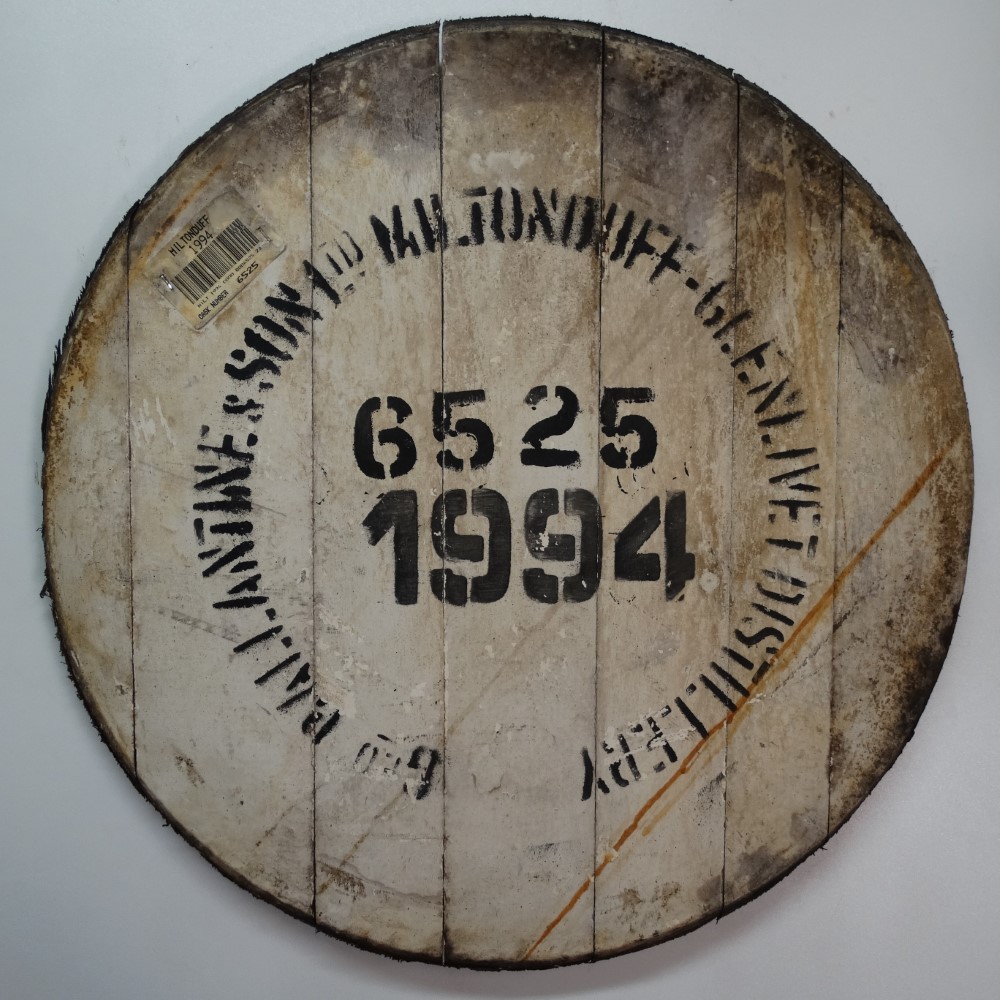 GEO BALLANTINE & SON LTD MILTONDUFF-GLENLIVET DISTILLERY
6525
1994
MILTONDUFF
1994
CASK NUMBER 6525